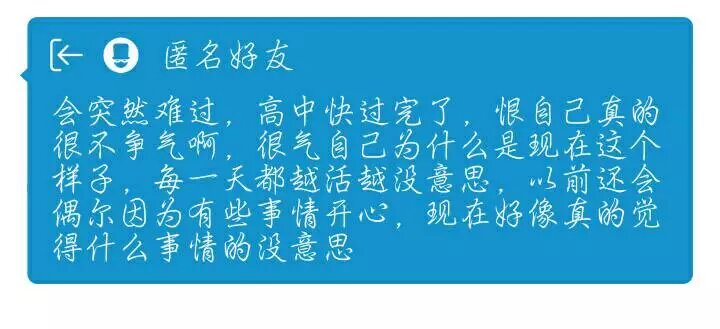 匿名好友
会突然难过，高中快过完了，恨自己真的
很不争气啊，很气自己为什么是现在这个
样子，每一天都越活越没意思，以前还会
偶尔因为有些事情开心，现在好像真的觉
得什么事情的没意思